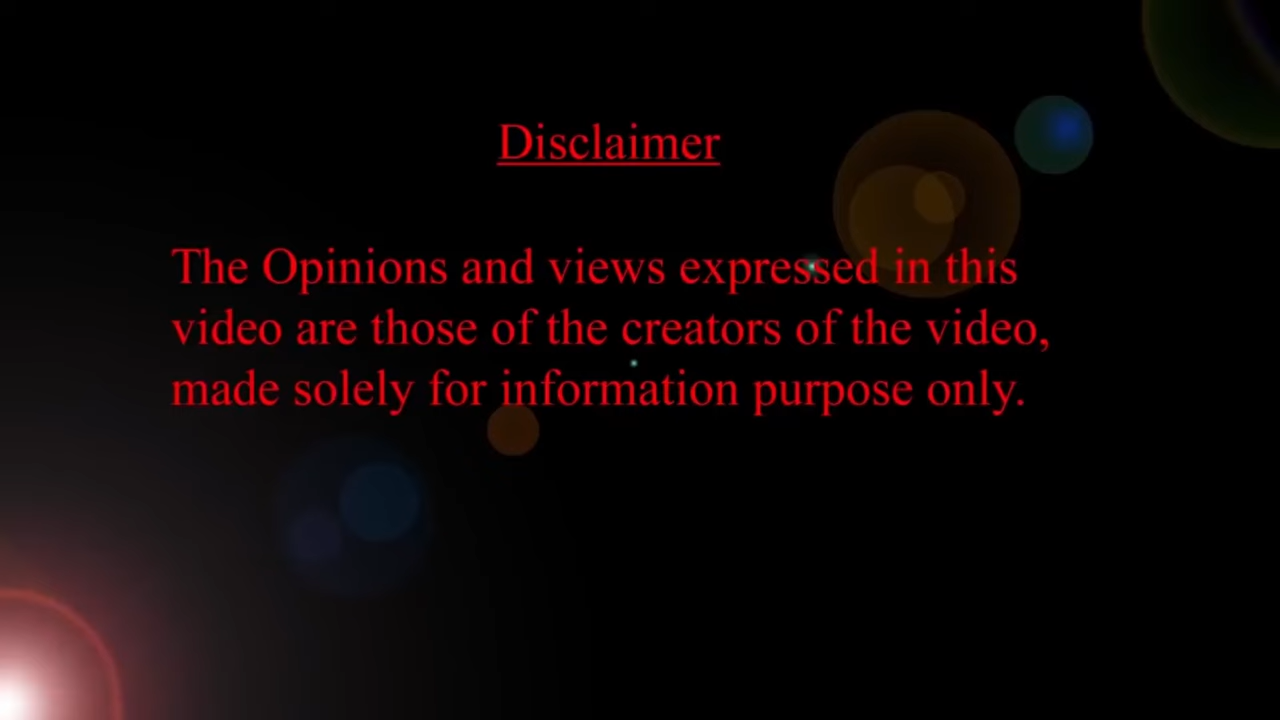 Disclaimer
The Opinions and views expressed in this
video are those of the creators of the video,
made solely for information purpose only.